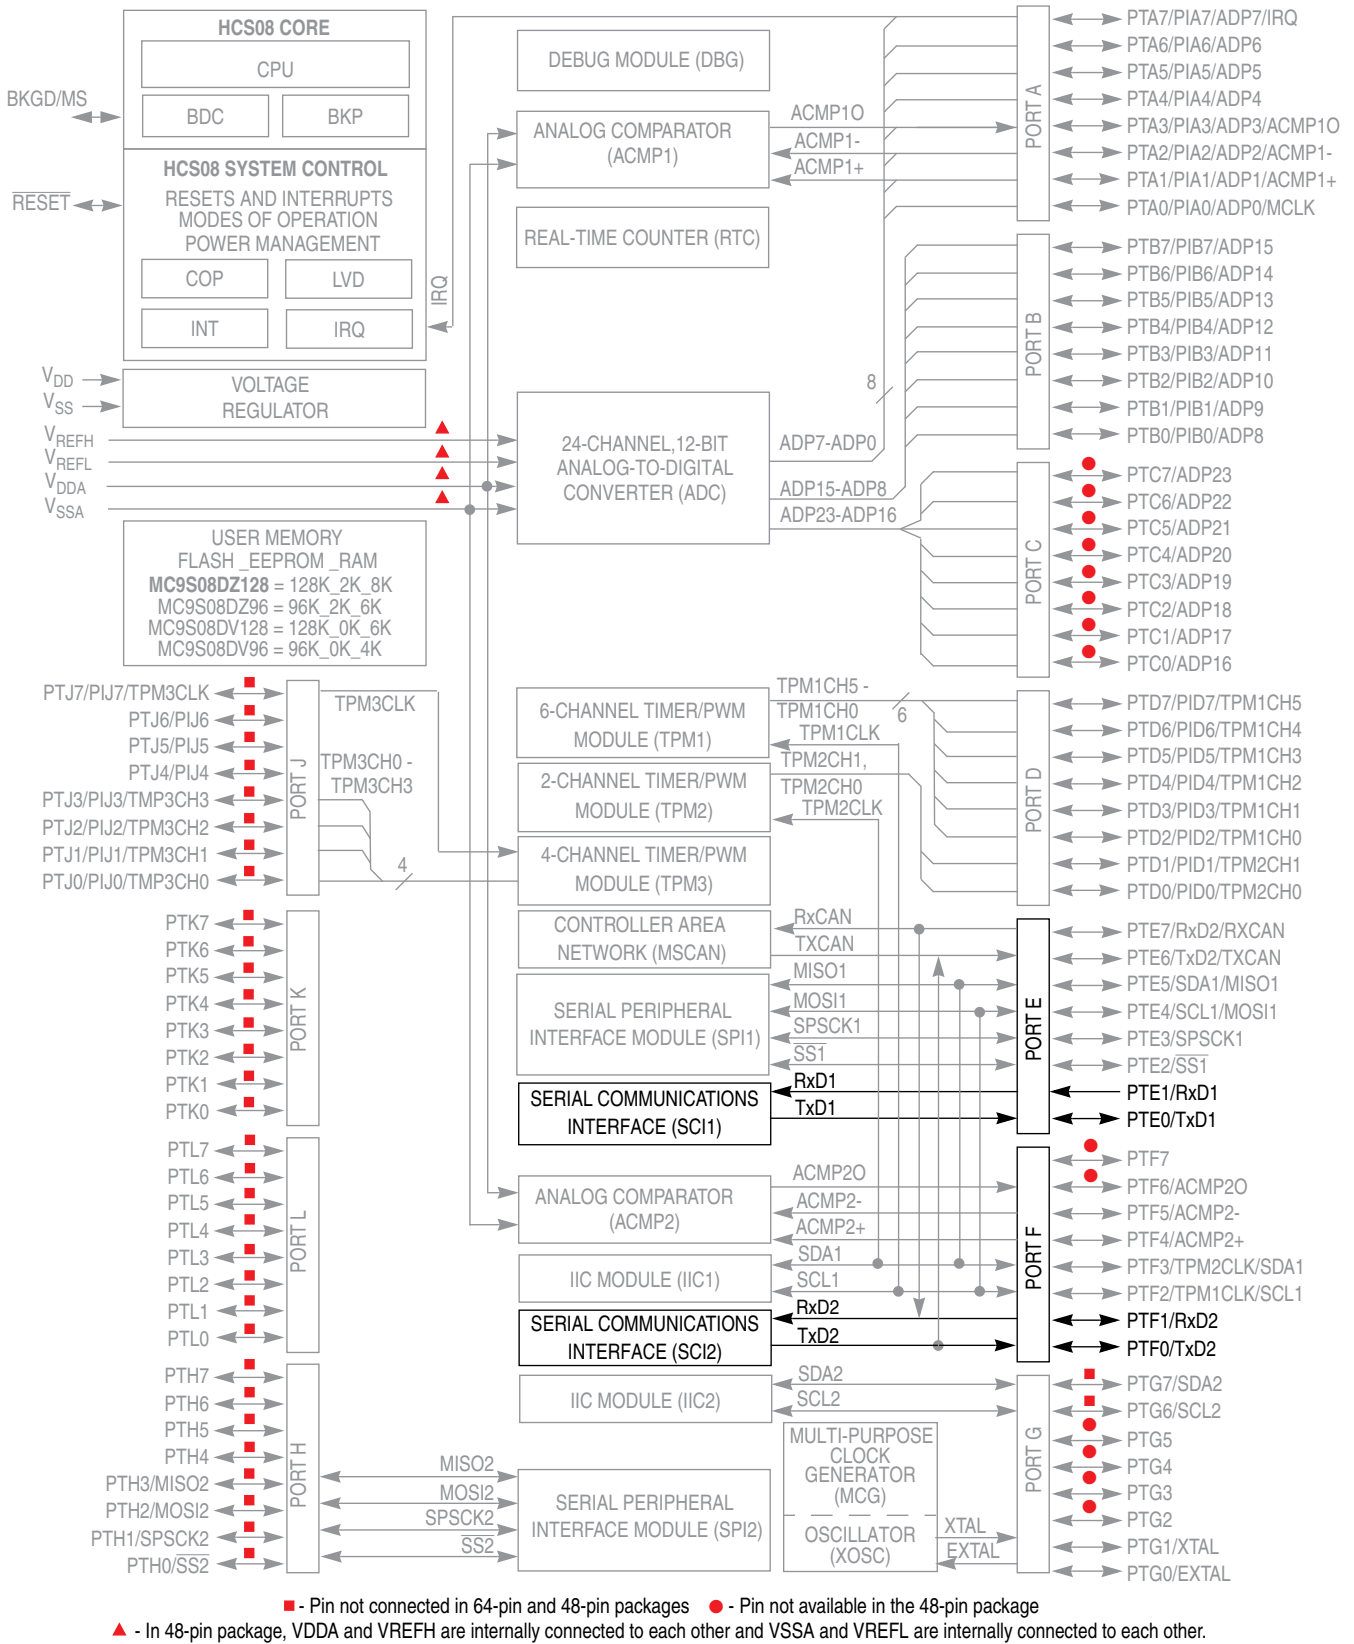 HCS08 CORE
CPU
BDC
BKP
BKGD/MS
HCS08 SYSTEM CONTROL
RESET
RESETS AND INTERRUPTS
MODES OF OPERATION
POWER MANAGEMENT
COP
LVD
INT
IRQ
IRQ
VDD
VSS
VOLTAGE
REGULATOR
VREFH
VREFL
VDDA
VSSA
USER MEMORY
FLASH _EEPROM _RAM
MC9S08DZ128 = 128K_2K_8K
MC9S08DZ96 = 96K_2K_6K
MC9S08DV128 = 128K_0K_6K
MC9S08DV96 = 96K_0K_4K
DEBUG MODULE (DBG)
ANALOG COMPARATOR
(ACMP1)
ACMP1O
ACMP1-
ACMP1+
REAL-TIME COUNTER (RTC)
24-CHANNEL,12-BIT
ANALOG-TO-DIGITAL
CONVERTER (ADC)
8
ADP7-ADP0
ADP15-ADP8
ADP23-ADP16
PORT A
PTA7/PIA7/ADP7/IRQ
PTA6/PIA6/ADP6
PTA5/PIA5/ADP5
PTA4/PIA4/ADP4
PTA3/PIA3/ADP3/ACMP1O
PTA2/PIA2/ADP2/ACMP1-
PTA1/PIA1/ADP1/ACMP1+
PTA0/PIA0/ADP0/MCLK
PORT B
PTB7/PIB7/ADP15
PTB6/PIB6/ADP14
PTB5/PIB5/ADP13
PTB4/PIB4/ADP12
PTB3/PIB3/ADP11
PTB2/PIB2/ADP10
PTB1/PIB1/ADP9
PTB0/PIB0/ADP8
PORT C
PTC7/ADP23
PTC6/ADP22
PTC5/ADP21
PTC4/ADP20
PTC3/ADP19
PTC2/ADP18
PTC1/ADP17
PTC0/ADP16
PTJ7/PIJ7/TPM3CLK
PTJ6/PIJ6
PTJ5/PIJ5
PTJ4/PIJ4
PTJ3/PIJ3/TMP3CH3
PTJ2/PIJ2/TPM3CH2
PTJ1/PIJ1/TPM3CH1
PTJ0/PIJ0/TMP3CH0
PORT J
TPM3CLK
TPM3CH0 -
TPM3CH3
4
6-CHANNEL TIMER/PWM
MODULE (TPM1)
TPM1CH5 -
TPM1CH0
6
TPM1CLK
2-CHANNEL TIMER/PWM
MODULE (TPM2)
TPM2CH1,
TPM2CH0
TPM2CLK
4-CHANNEL TIMER/PWM
MODULE (TPM3)
PORT D
PTD7/PID7/TPM1CH5
PTD6/PID6/TPM1CH4
PTD5/PID5/TPM1CH3
PTD4/PID4/TPM1CH2
PTD3/PID3/TPM1CH1
PTD2/PID2/TPM1CH0
PTD1/PID1/TPM2CH1
PTD0/PID0/TPM2CH0
PTK7
PTK6
PTK5
PTK4
PTK3
PTK2
PTK1
PTK0
PORT K
CONTROLLER AREA
NETWORK (MSCAN)
RxCAN
TXCAN
SERIAL PERIPHERAL
INTERFACE MODULE (SPI1)
MISO1
MOSI1
SPSCK1
SS1
SERIAL COMMUNICATIONS
INTERFACE (SCI1)
RxD1
TxD1
PORT E
PTE7/RxD2/RXCAN
PTE6/TxD2/TXCAN
PTE5/SDA1/MISO1
PTE4/SCL1/MOSI1
PTE3/SPSCK1
PTE2/SS1
PTE1/RxD1
PTE0/TxD1
PTL7
PTL6
PTL5
PTL4
PTL3
PTL2
PTL1
PTL0
PORT L
ANALOG COMPARATOR
(ACMP2)
ACMP2O
ACMP2-
ACMP2+
IIC MODULE (IIC1)
SDA1
SCL1
SERIAL COMMUNICATIONS
INTERFACE (SCI2)
RxD2
TxD2
PORT F
PTF7
PTF6/ACMP2O
PTF5/ACMP2-
PTF4/ACMP2+
PTF3/TPM2CLK/SDA1
PTF2/TPM1CLK/SCL1
PTF1/RxD2
PTF0/TxD2
PTH7
PTH6
PTH5
PTH4
PTH3/MISO2
PTH2/MOSI2
PTH1/SPSCK2
PTH0/SS2
PORT H
MISO2
MOSI2
SPSCK2
SS2
IIC MODULE (IIC2)
SDA2
SCL2
MULTI-PURPOSE
CLOCK
GENERATOR
(MCG)
OSCILLATOR
(XOSC)
XTAL
EXTAL
SERIAL PERIPHERAL
INTERFACE MODULE (SPI2)
PORT G
PTG7/SDA2
PTG6/SCL2
PTG5
PTG4
PTG3
PTG2
PTG1/XTAL
PTG0/EXTAL
- Pin not connected in 64-pin and 48-pin packages - Pin not available in the 48-pin package
- In 48-pin package, VDDA and VREFH are internally connected to each other and VSSA and VREFL are internally connected to each other.